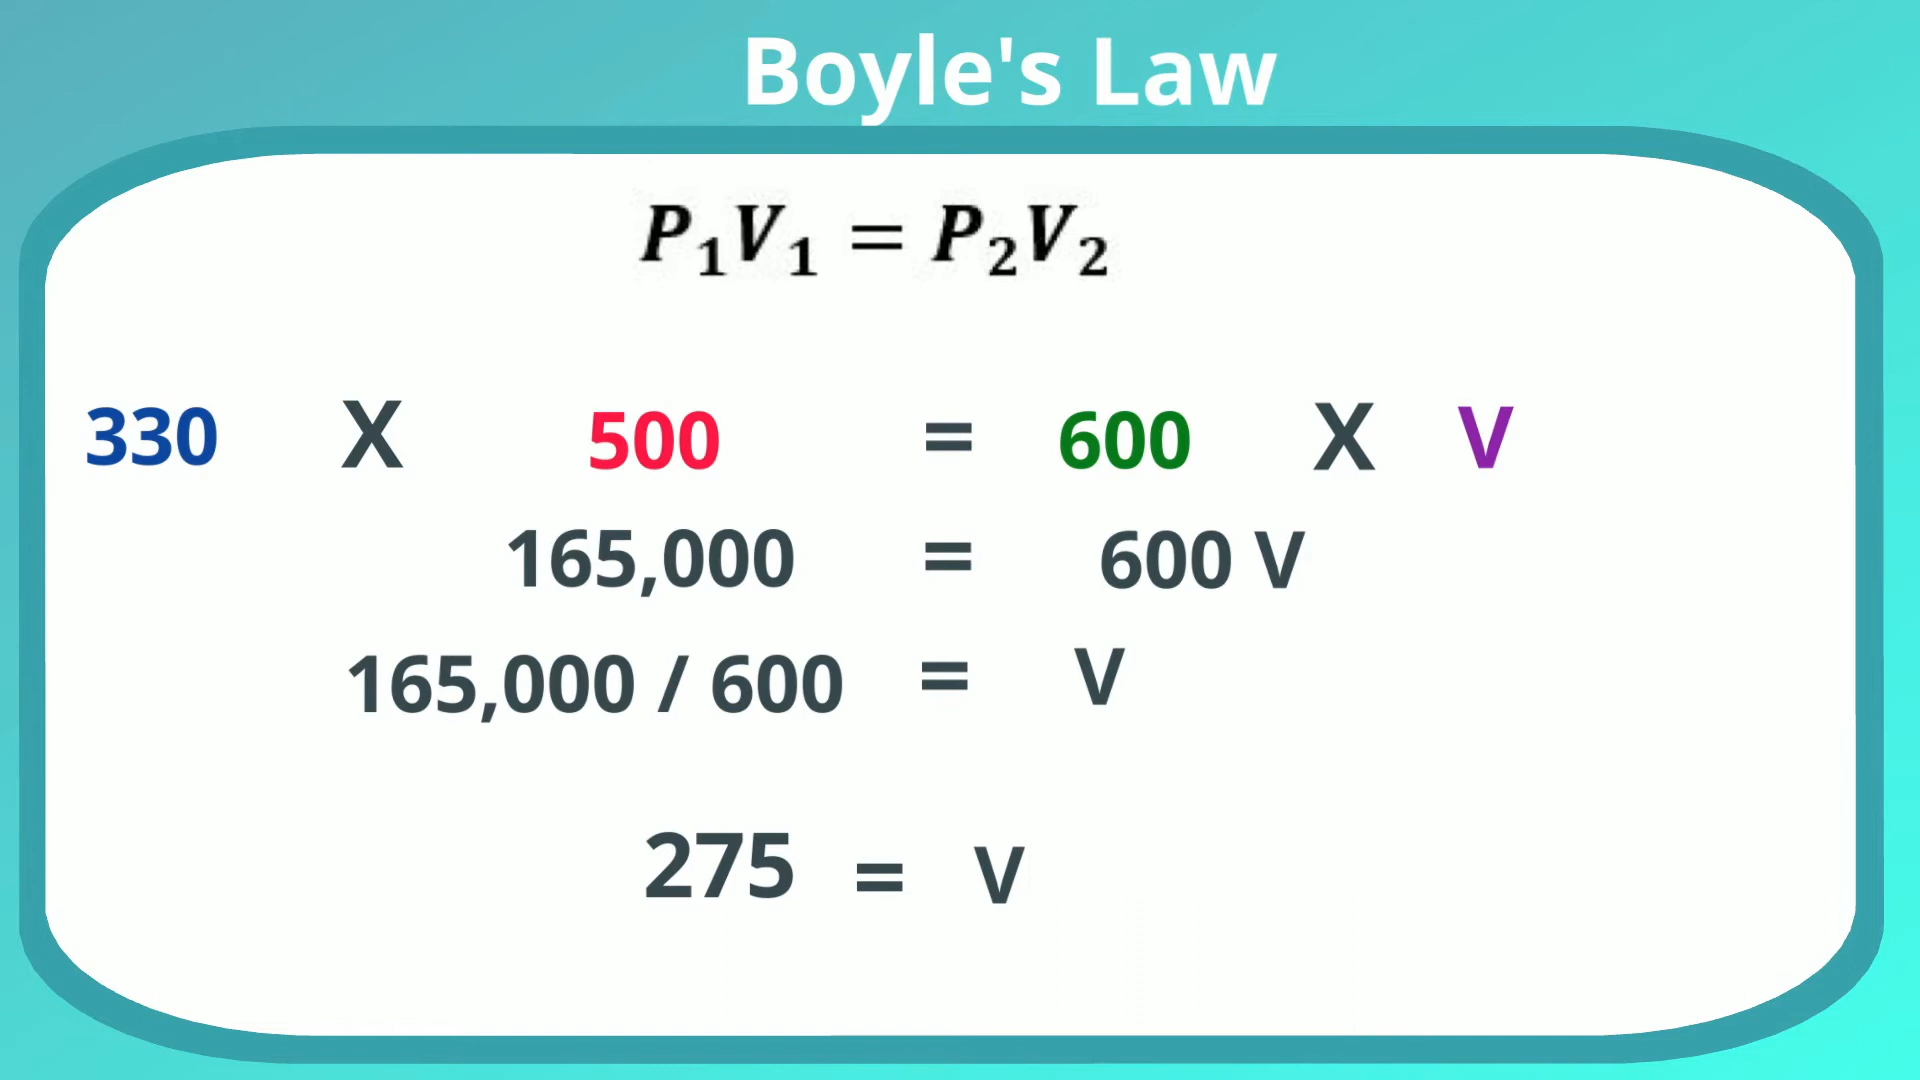 Boyle's Law
P₁V₁ = P₂V₂
330 X 500 = 600 X V
165,000 = 600 V
165,000 / 600 = V
275 = V